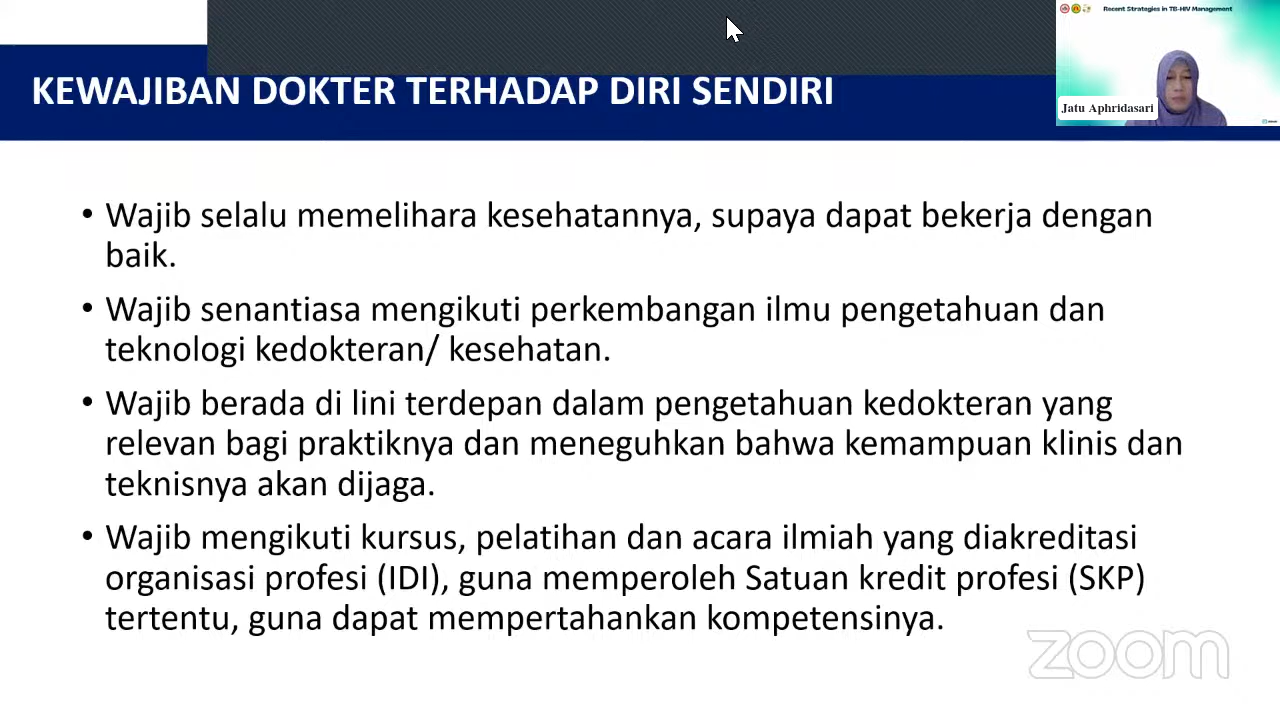 Recent Strategies in TB-HIV Management
KEWAJIBAN DOKTER TERHADAP DIRI SENDIRI
Jatu Aphridasari
• Wajib selalu memelihara kesehatannya, supaya dapat bekerja dengan
baik.
• Wajib senantiasa mengikuti perkembangan ilmu pengetahuan dan
teknologi kedokteran/ kesehatan.
• Wajib berada di lini terdepan dalam pengetahuan kedokteran yang
relevan bagi praktiknya dan meneguhkan bahwa kemampuan klinis dan
teknisnya akan dijaga.
• Wajib mengikuti kursus, pelatihan dan acara ilmiah yang diakreditasi
organisasi profesi (IDI), guna memperoleh Satuan kredit profesi (SKP)
tertentu, guna dapat mempertahankan kompetensinya.
zoom